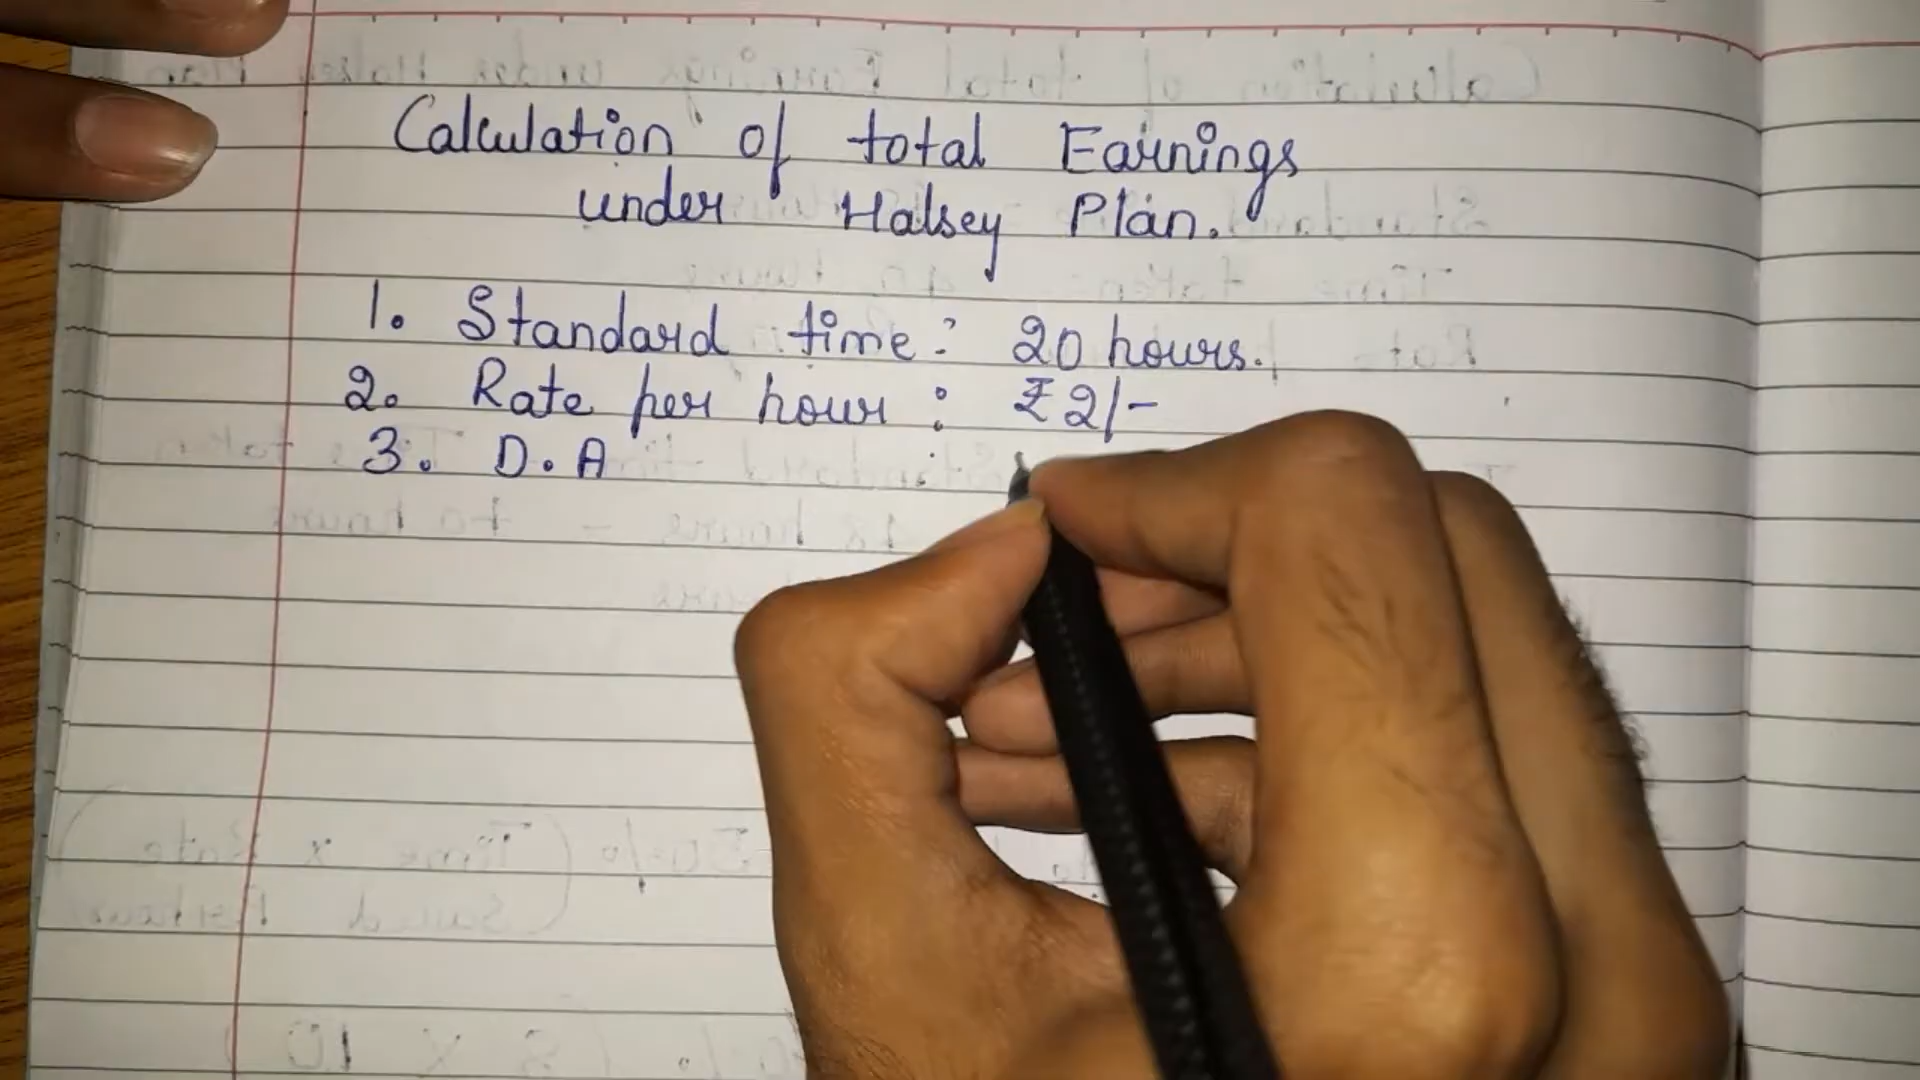 Calculation of total Earnings
under Halsey Plan.
1. Standard time: 20 hours.
2. Rate per hour : ₹2/-
3. D.A :